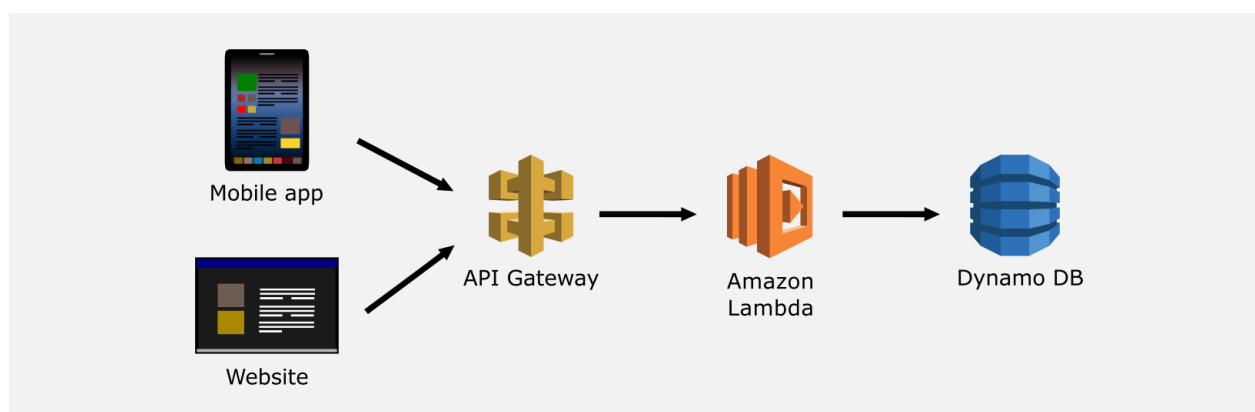 Mobile app
API Gateway
Amazon
Lambda
Dynamo DB
Website